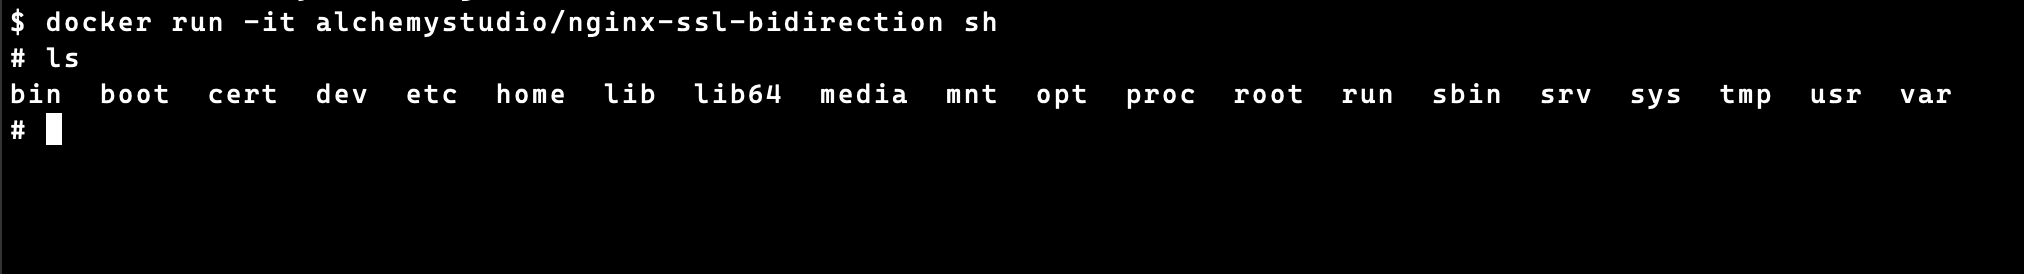 $ docker run -it alchemystudio/nginx-ssl-bidirection sh
# ls
bin  boot  cert  dev  etc  home  lib  lib64  media  mnt  opt  proc  root  run  sbin  srv  sys  tmp  usr  var
#